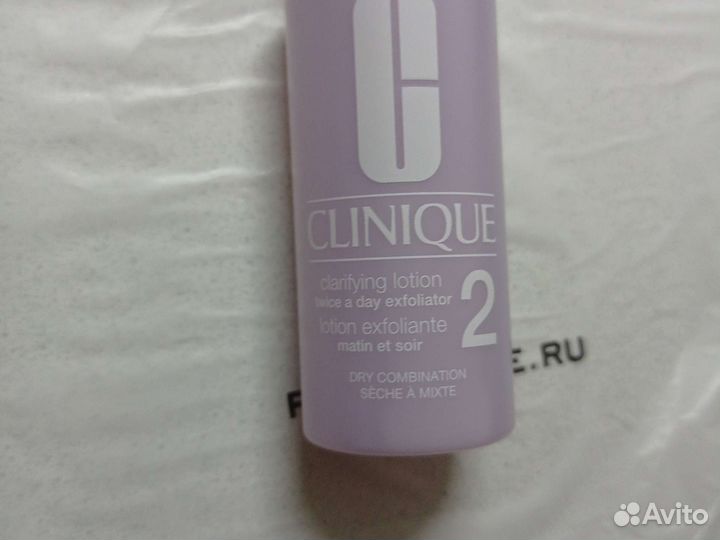 C
CLINIQUE
clarifying lotion 2
twice a day exfoliator
lotion exfoliante
matin et soir
DRY COMBINATION
SÈCHE À MIXTE
.RU
Avito